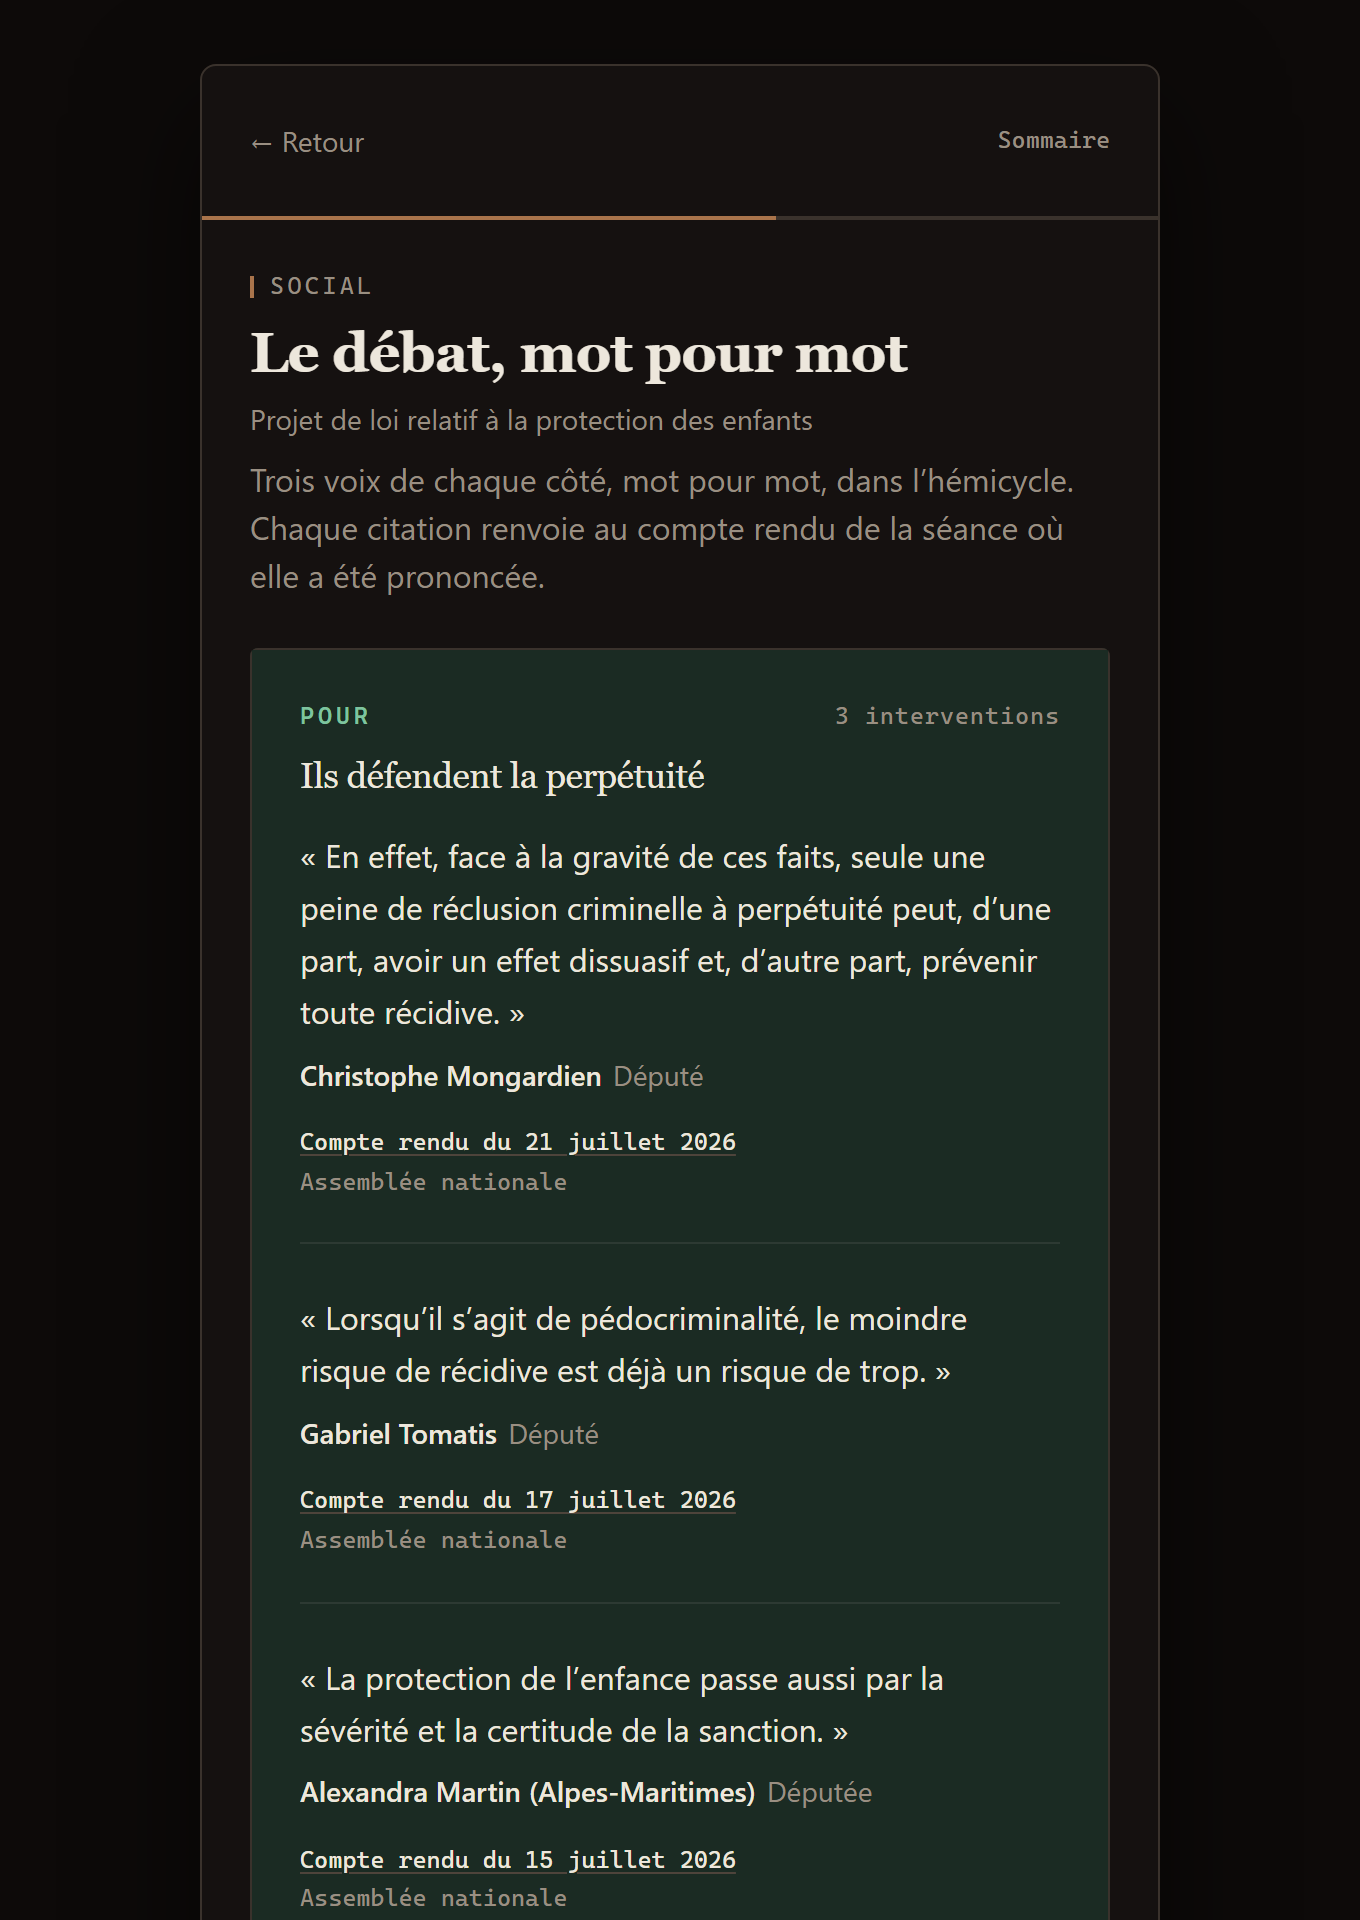 ← Retour
Sommaire
SOCIAL
Le débat, mot pour mot
Projet de loi relatif à la protection des enfants
Trois voix de chaque côté, mot pour mot, dans l’hémicycle.
Chaque citation renvoie au compte rendu de la séance où
elle a été prononcée.
POUR
3 interventions
Ils défendent la perpétuité
« En effet, face à la gravité de ces faits, seule une
peine de réclusion criminelle à perpétuité peut, d’une
part, avoir un effet dissuasif et, d’autre part, prévenir
toute récidive. »
Christophe Mongardien Député
Compte rendu du 21 juillet 2026
Assemblée nationale
« Lorsqu’il s’agit de pédocriminalité, le moindre
risque de récidive est déjà un risque de trop. »
Gabriel Tomatis Député
Compte rendu du 17 juillet 2026
Assemblée nationale
« La protection de l’enfance passe aussi par la
sévérité et la certitude de la sanction. »
Alexandra Martin (Alpes-Maritimes) Députée
Compte rendu du 15 juillet 2026
Assemblée nationale